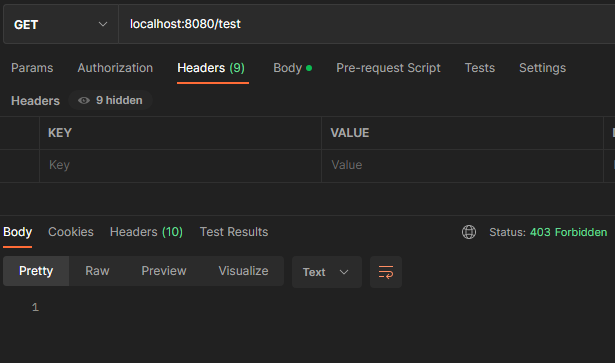 GET localhost:8080/test
Params Authorization Headers (9) Body Pre-request Script Tests Settings
Headers 9 hidden
KEY VALUE
Key Value
Body Cookies Headers (10) Test Results Status: 403 Forbidden
Pretty Raw Preview Visualize Text
1